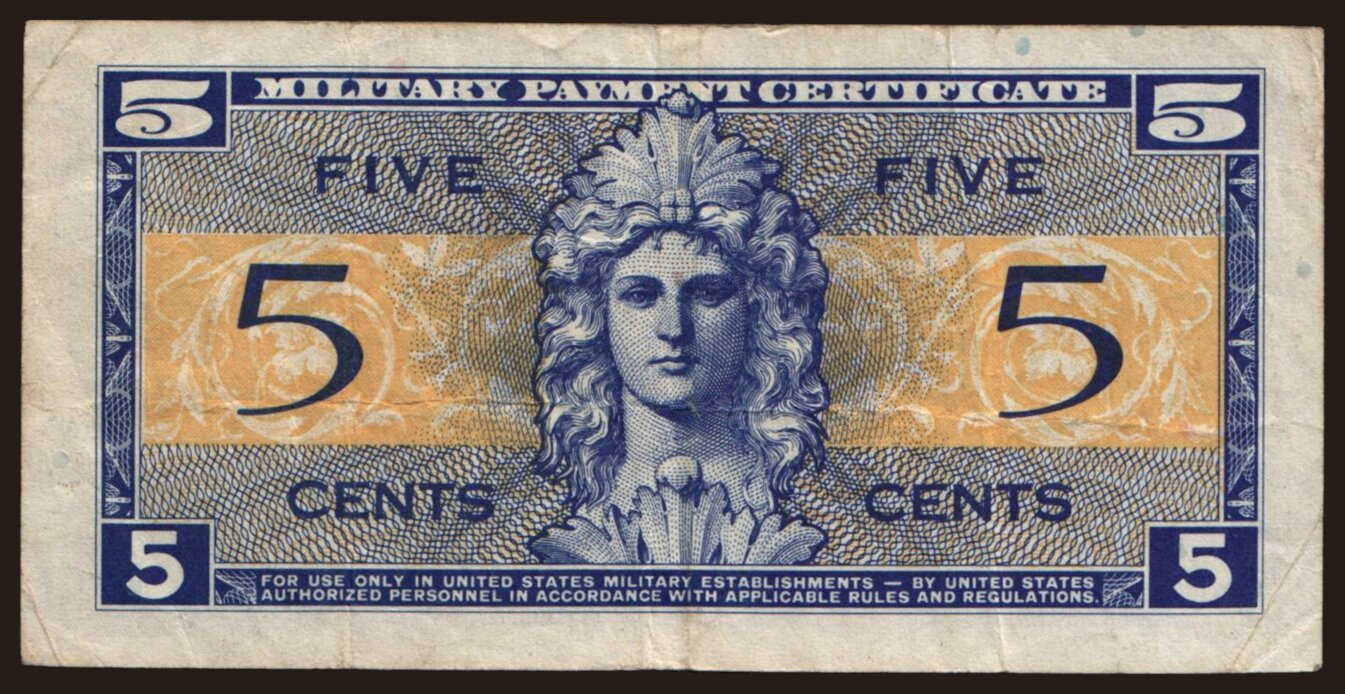 5 MILITARY PAYMENT CERTIFICATE 5
FIVE FIVE
5 5
CENTS CENTS
5 5
FOR USE ONLY IN UNITED STATES MILITARY ESTABLISHMENTS — BY UNITED STATES
AUTHORIZED PERSONNEL IN ACCORDANCE WITH APPLICABLE RULES AND REGULATIONS.